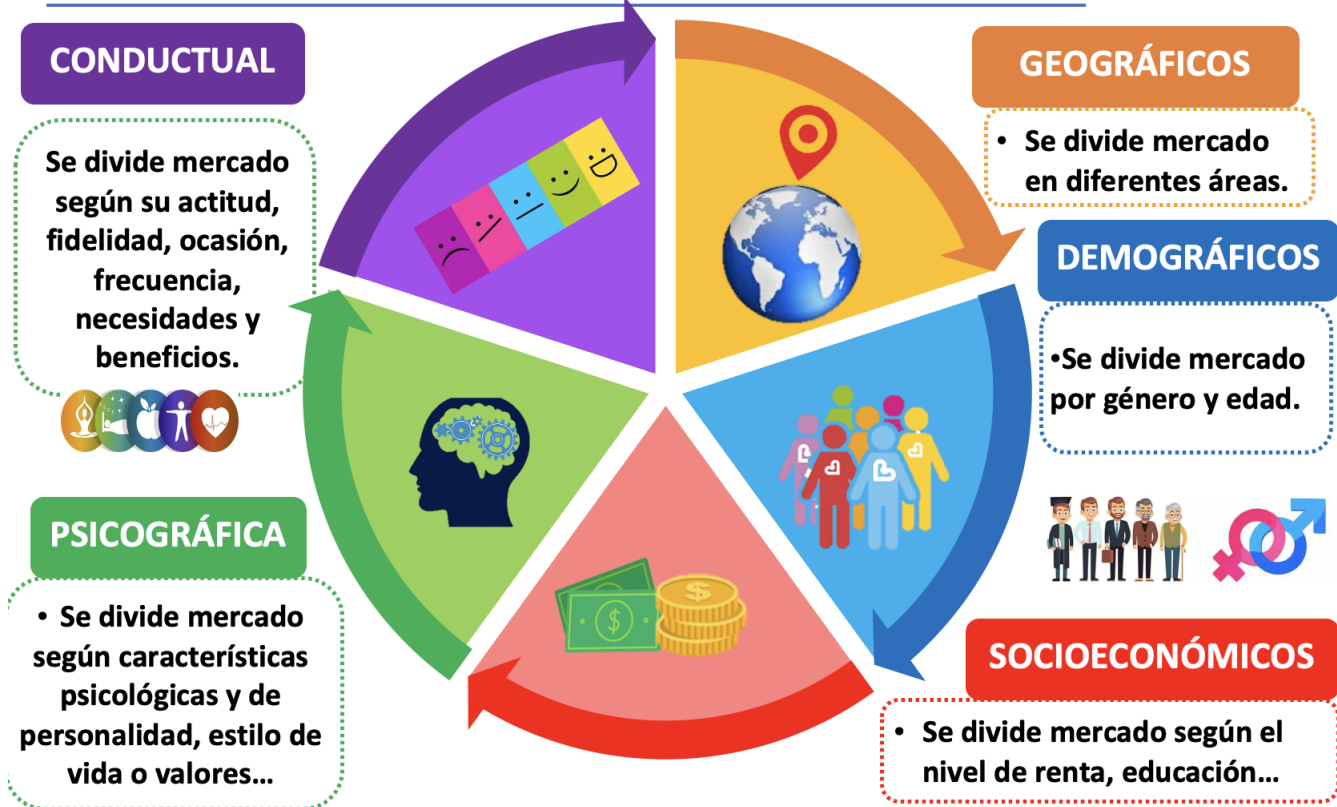 CONDUCTUAL
Se divide mercado
según su actitud,
fidelidad, ocasión,
frecuencia,
necesidades y
beneficios.
GEOGRÁFICOS
• Se divide mercado
en diferentes áreas.
DEMOGRÁFICOS
•Se divide mercado
por género y edad.
SOCIOECONÓMICOS
• Se divide mercado según el
nivel de renta, educación...
PSICOGRÁFICA
• Se divide mercado
según características
psicológicas y de
personalidad, estilo de
vida o valores...